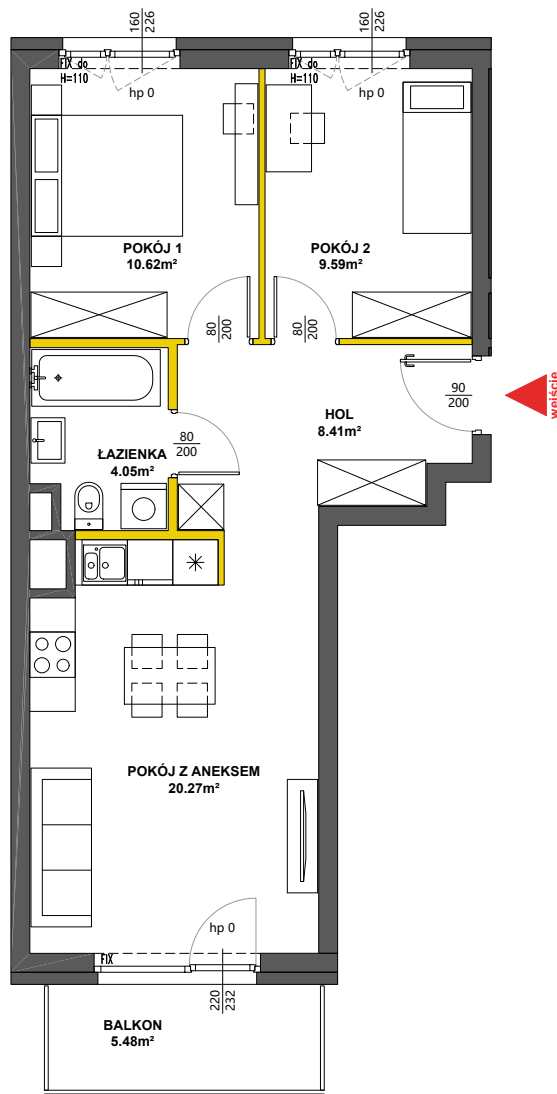 160
226
160
226
FIX do
H=110
hp 0
FIX do
H=110
hp 0
POKÓJ 1
10.62m²
POKÓJ 2
9.59m²
80
200
80
200
90
200
wejście
HOL
8.41m²
80
200
ŁAZIENKA
4.05m²
POKÓJ Z ANEKSEM
20.27m²
hp 0
FIX
220
232
BALKON
5.48m²